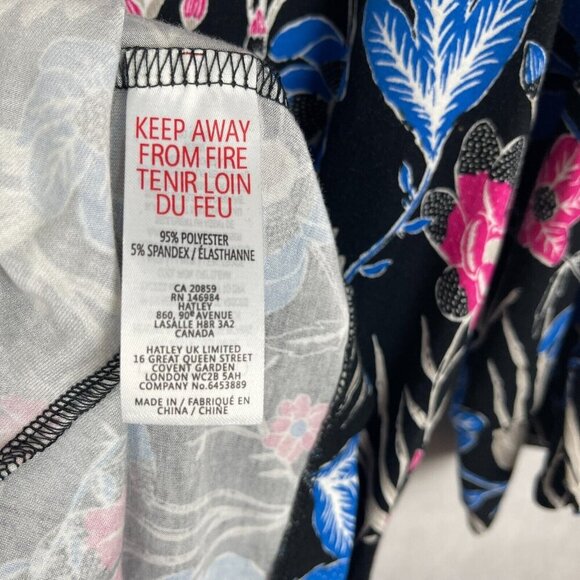 KEEP AWAY
FROM FIRE
TENIR LOIN
DU FEU
95% POLYESTER
5% SPANDEX / ÉLASTHANNE
CA 20859
RN 146984
HATLEY
860, 90e AVENUE
LASALLE H8R 3A2
CANADA
HATLEY UK LIMITED
16 GREAT QUEEN STREET
COVENT GARDEN
LONDON WC2B 5AH
COMPANY No.6453889
MADE IN / FABRIQUÉ EN
CHINA / CHINE